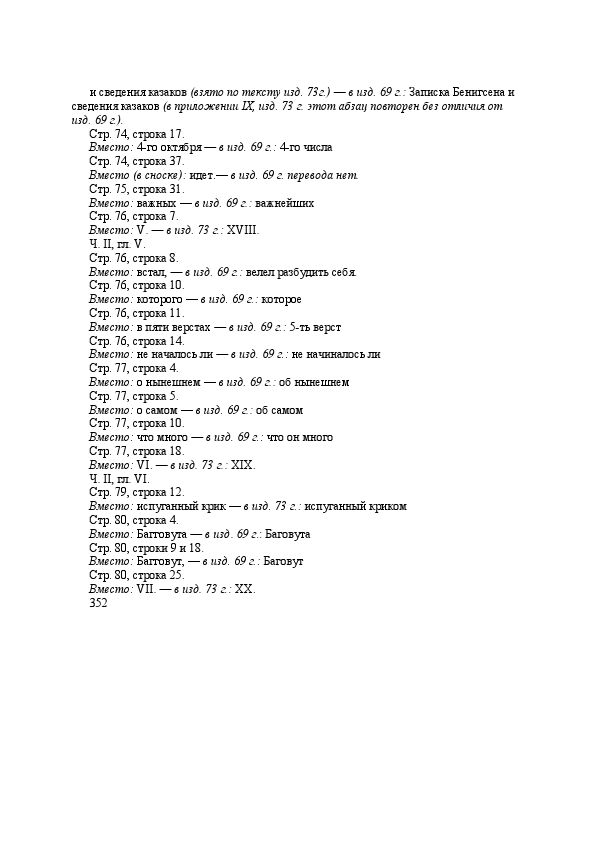 и сведения казаков (взято по тексту изд. 73г.) — в изд. 69 г.: Записка Бенигсена и
сведения казаков (в приложении IX, изд. 73 г. этот абзац повторен без отличия от
изд. 69 г.).
Стр. 74, строка 17.
Вместо: 4-го октября — в изд. 69 г.: 4-го числа
Стр. 74, строка 37.
Вместо (в сноске): идет.— в изд. 69 г. перевода нет.
Стр. 75, строка 31.
Вместо: важных — в изд. 69 г.: важнейших
Стр. 76, строка 7.
Вместо: V. — в изд. 73 г.: XVIII.
Ч. II, гл. V.
Стр. 76, строка 8.
Вместо: встал, — в изд. 69 г.: велел разбудить себя.
Стр. 76, строка 10.
Вместо: которого — в изд. 69 г.: которое
Стр. 76, строка 11.
Вместо: в пяти верстах — в изд. 69 г.: 5-ть верст
Стр. 76, строка 14.
Вместо: не началось ли — в изд. 69 г.: не начиналось ли
Стр. 77, строка 4.
Вместо: о нынешнем — в изд. 69 г.: об нынешнем
Стр. 77, строка 5.
Вместо: о самом — в изд. 69 г.: об самом
Стр. 77, строка 10.
Вместо: что много — в изд. 69 г.: что он много
Стр. 77, строка 18.
Вместо: VI. — в изд. 73 г.: XIX.
Ч. II, гл. VI.
Стр. 79, строка 12.
Вместо: испуганный крик — в изд. 73 г.: испуганный криком
Стр. 80, строка 4.
Вместо: Багговута — в изд. 69 г.: Баговута
Стр. 80, строки 9 и 18.
Вместо: Багговут, — в изд. 69 г.: Баговут
Стр. 80, строка 25.
Вместо: VII. — в изд. 73 г.: XX.
352